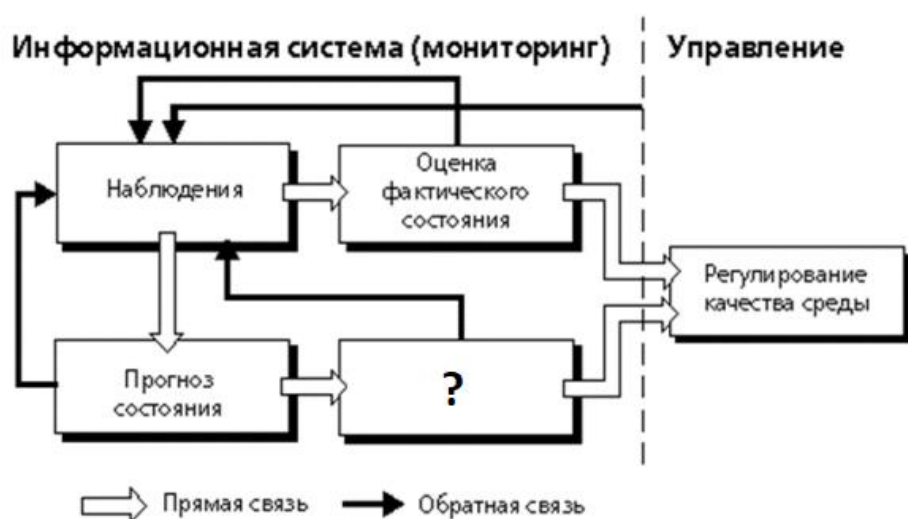 Информационная система (мониторинг)
Управление
Наблюдения
Оценка
фактического
состояния
Регулирование
качества среды
Прогноз
состояния
?
Прямая связь
Обратная связь